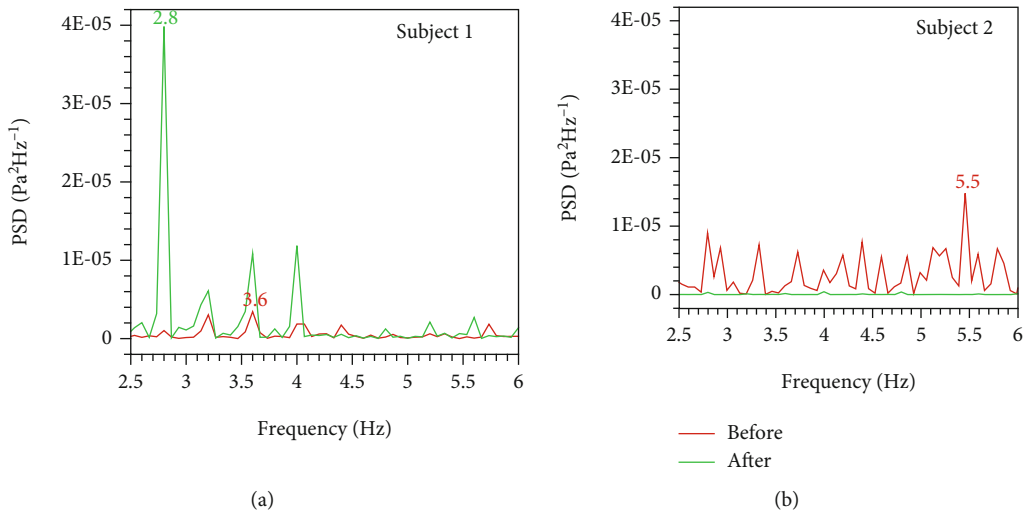 Subject 1
2.8
3.6
4E-05
3E-05
2E-05
1E-05
0
PSD (Pa²Hz⁻¹)
2.5 3 3.5 4 4.5 5 5.5 6
Frequency (Hz)
(a)
Subject 2
5.5
4E-05
3E-05
2E-05
1E-05
0
PSD (Pa²Hz⁻¹)
2.5 3 3.5 4 4.5 5 5.5 6
Frequency (Hz)
Before
After
(b)